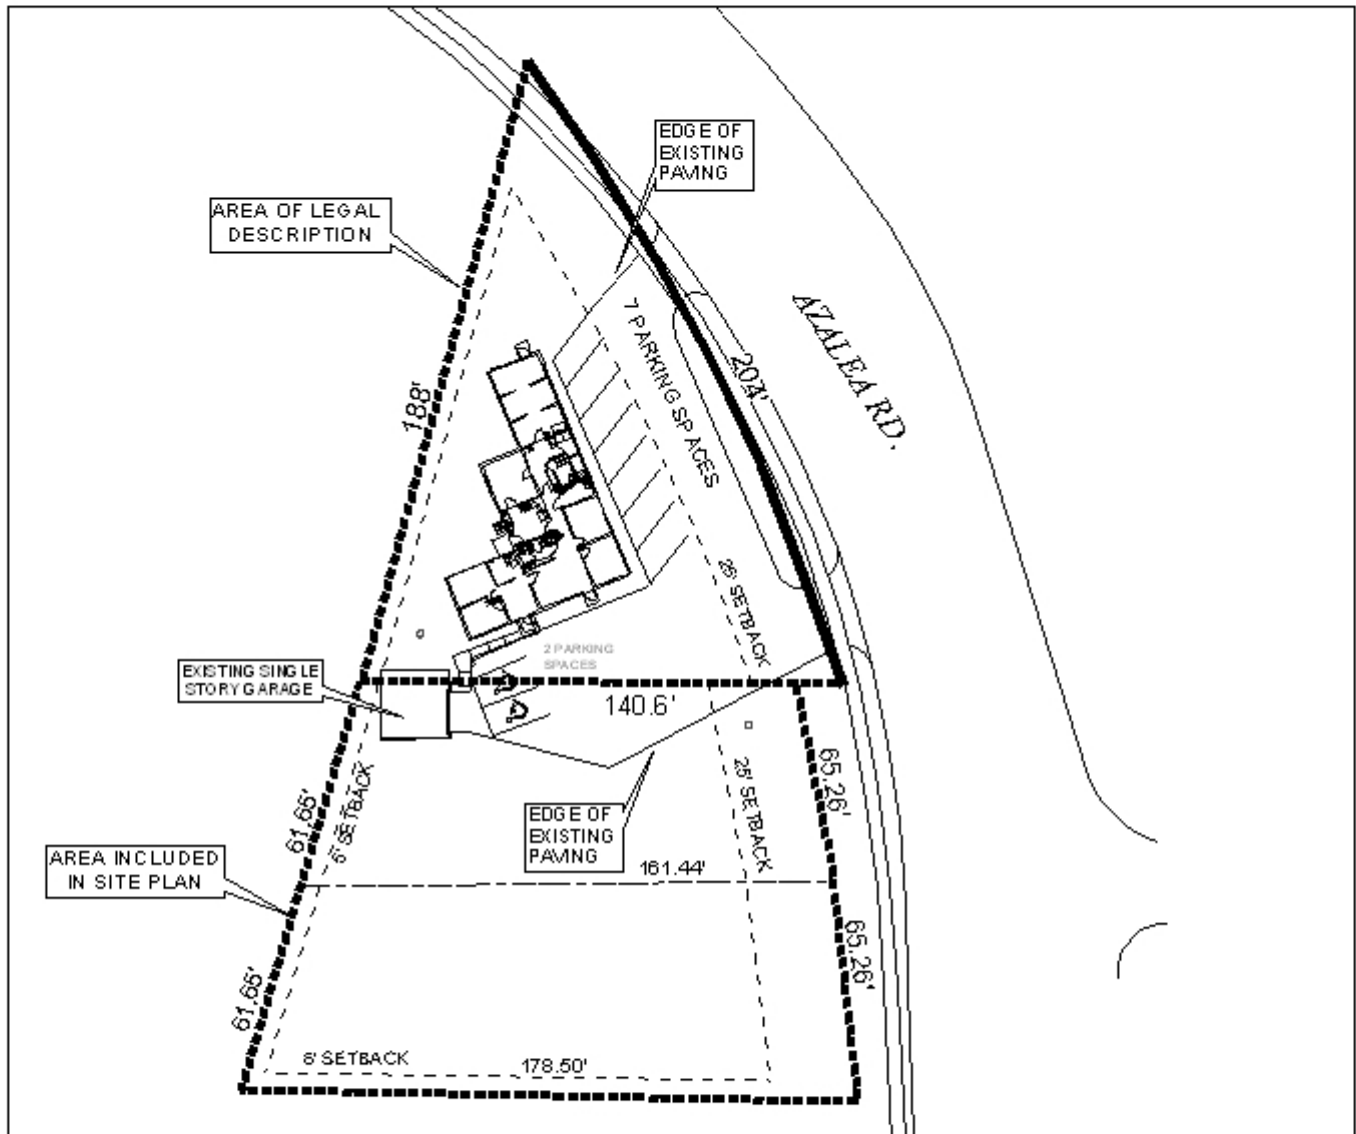 EDGE OF
EXISTING
PAVING
AREA OF LEGAL
DESCRIPTION
AZALEA RD.
7 PARKING SPACES
204'
188'
25' SETBACK
2 PARKING
SPACES
EXISTING SINGLE
STORY GARAGE
140.6'
65.26'
25' SETBACK
6' SETBACK
61.65'
EDGE OF
EXISTING
PAVING
AREA INCLUDED
IN SITE PLAN
161.44'
65.26'
61.65'
8' SETBACK
178.50'